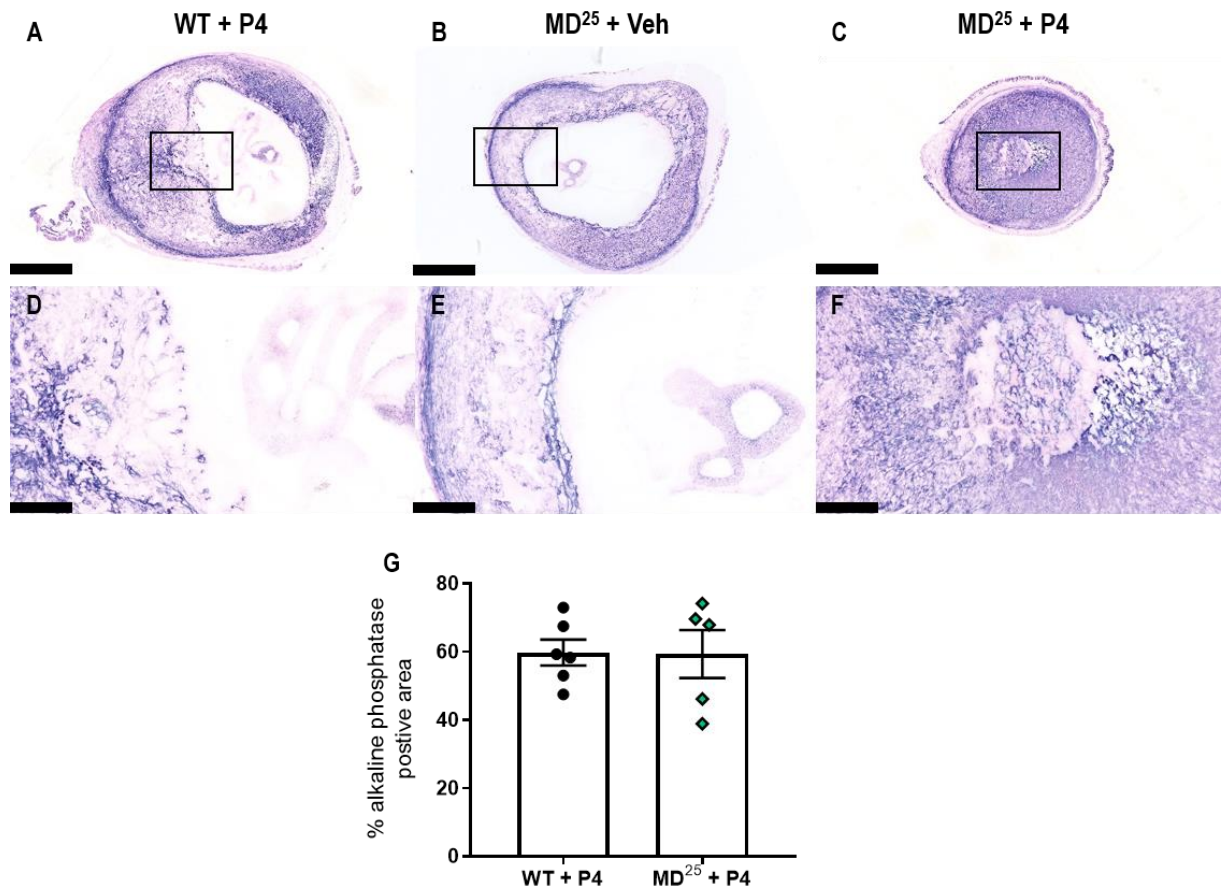 WT + P4
MD²⁵ + Veh
MD²⁵ + P4
A
B
C
D
E
F
G
% alkaline phosphatase
postive area
80
60
40
20
0
WT + P4
MD²⁵ + P4